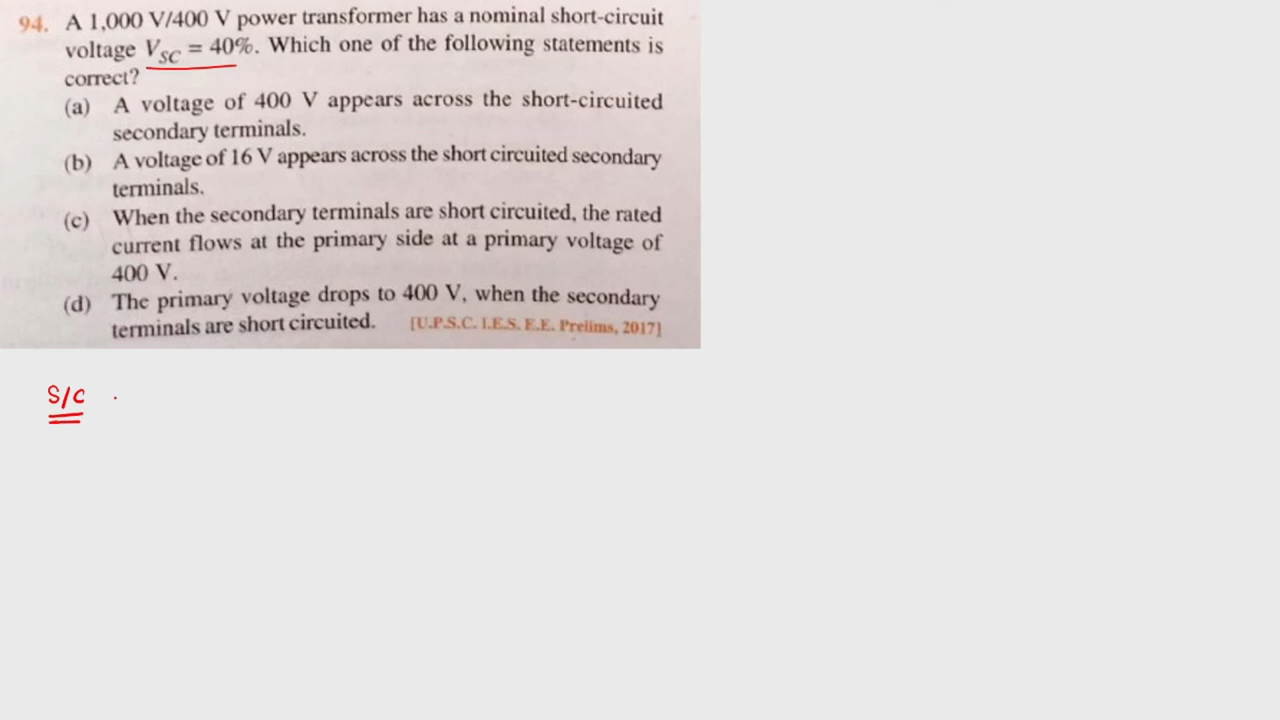 94. A 1,000 V/400 V power transformer has a nominal short-circuit
voltage VSC = 40%. Which one of the following statements is
correct?
(a) A voltage of 400 V appears across the short-circuited
secondary terminals.
(b) A voltage of 16 V appears across the short circuited secondary
terminals.
(c) When the secondary terminals are short circuited, the rated
current flows at the primary side at a primary voltage of
400 V.
(d) The primary voltage drops to 400 V, when the secondary
terminals are short circuited. [U.P.S.C. I.E.S. E.E. Prelims, 2017]
S/C